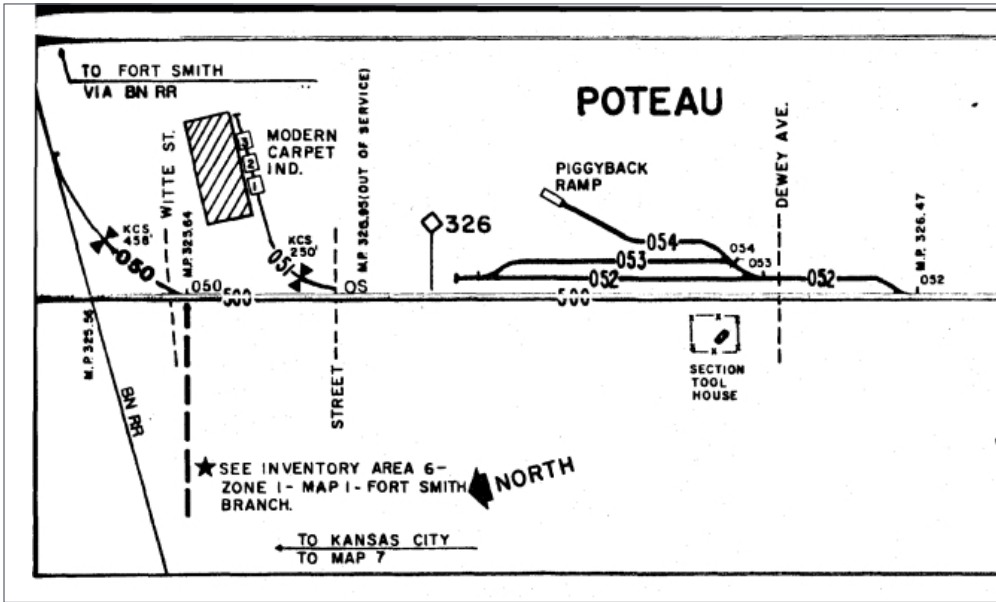 TO FORT SMITH
VIA BN RR
POTEAU
WITTE ST.
MODERN
CARPET
IND.
3
2
1
M.P. 326.95(OUT OF SERVICE)
DEWEY AVE.
PIGGYBACK
RAMP
326
KCS
458'
050
M.P. 325.64
KCS
250'
051
054
053
054
053
052
052
M.P. 326.47
052
050
500
OS
500
M.P. 325.56
BN RR
STREET
SECTION
TOOL
HOUSE
★ SEE INVENTORY AREA 6-
ZONE 1- MAP 1- FORT SMITH
BRANCH.
NORTH
TO KANSAS CITY
TO MAP 7